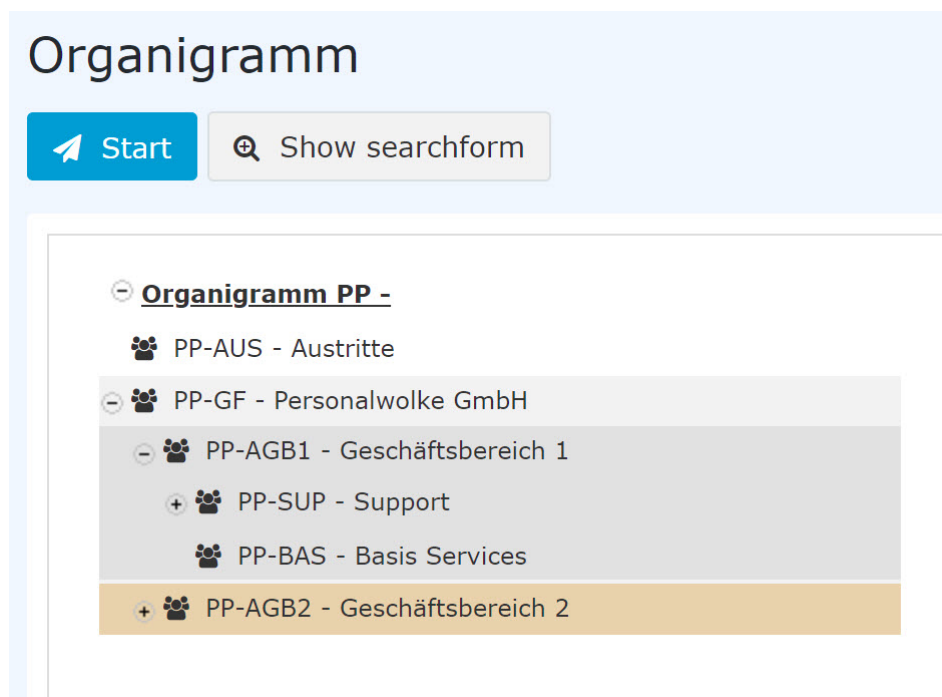 Organigramm
Start
Show searchform
Organigramm PP -
PP-AUS - Austritte
PP-GF - Personalwolke GmbH
PP-AGB1 - Geschäftsbereich 1
PP-SUP - Support
PP-BAS - Basis Services
PP-AGB2 - Geschäftsbereich 2